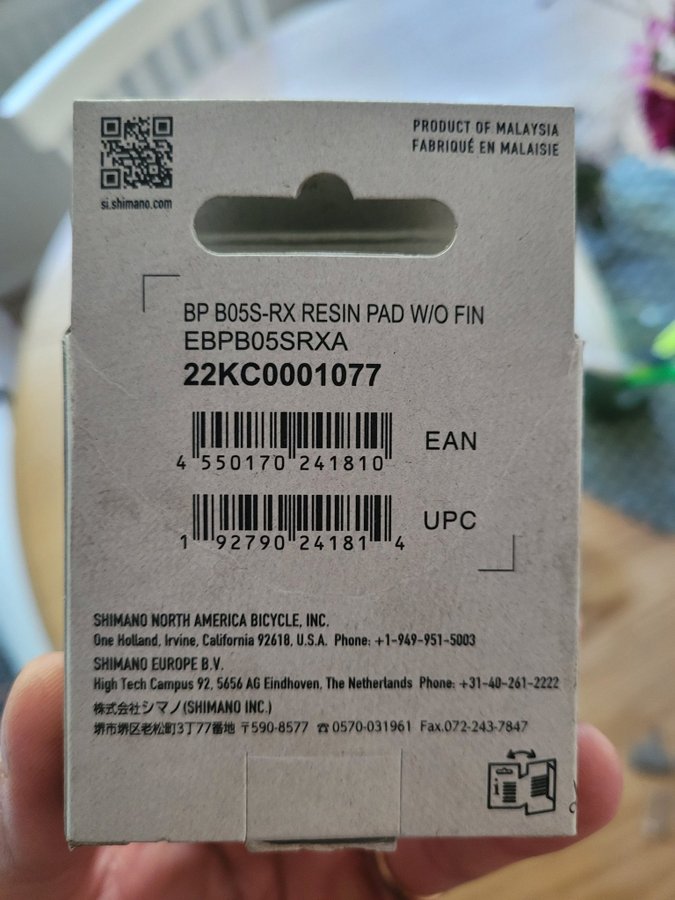 PRODUCT OF MALAYSIA
FABRIQUÉ EN MALAISIE
si.shimano.com
BP B05S-RX RESIN PAD W/O FIN
EBPB05SRXA
22KC0001077
EAN
4 550170 241810
UPC
1 92790 24181 4
SHIMANO NORTH AMERICA BICYCLE, INC.
One Holland, Irvine, California 92618, U.S.A. Phone: +1-949-951-5003
SHIMANO EUROPE B.V.
High Tech Campus 92, 5656 AG Eindhoven, The Netherlands Phone: +31-40-261-2222
株式会社シマノ(SHIMANO INC.)
堺市堺区老松町3丁77番地 〒590-8577 ☎0570-031961 Fax.072-243-7847
i